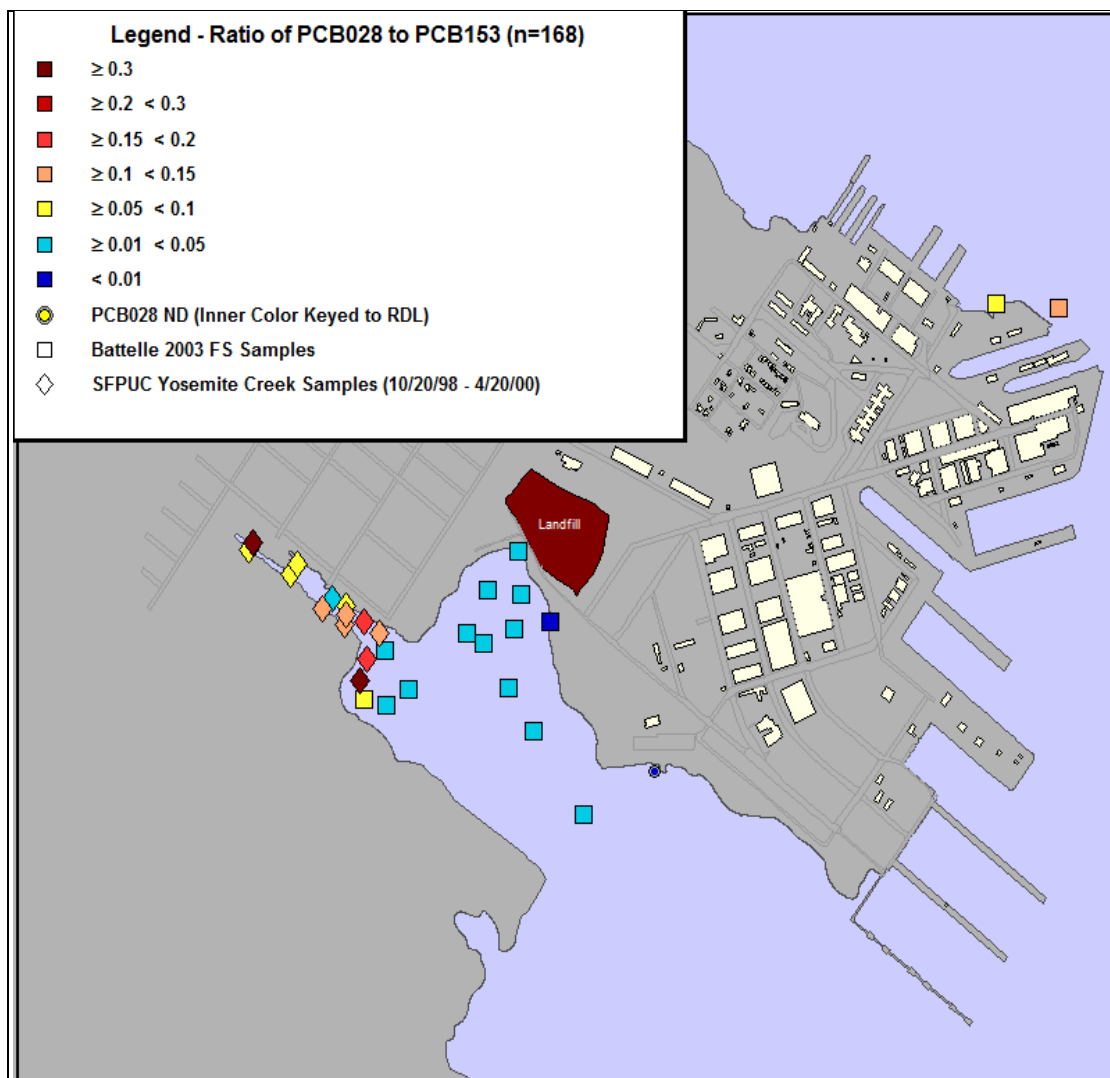 Legend - Ratio of PCB028 to PCB153 (n=168)
≥ 0.3
≥ 0.2 < 0.3
≥ 0.15 < 0.2
≥ 0.1 < 0.15
≥ 0.05 < 0.1
≥ 0.01 < 0.05
< 0.01
PCB028 ND (Inner Color Keyed to RDL)
Battelle 2003 FS Samples
SFPUC Yosemite Creek Samples (10/20/98 - 4/20/00)
Landfill